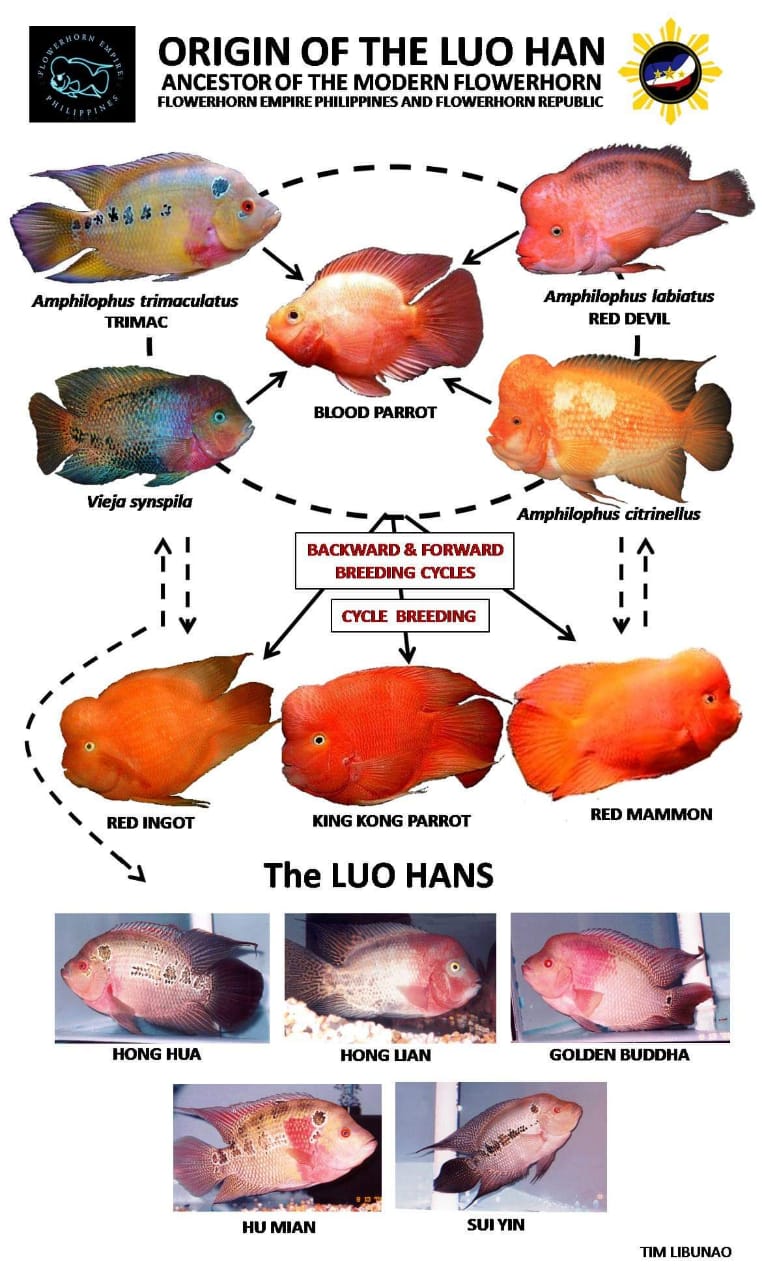 FLOWERHORN EMPIRE
PHILIPPINES
ORIGIN OF THE LUO HAN
ANCESTOR OF THE MODERN FLOWERHORN
FLOWERHORN EMPIRE PHILIPPINES AND FLOWERHORN REPUBLIC
Amphilophus trimaculatus
TRIMAC
Amphilophus labiatus
RED DEVIL
BLOOD PARROT
Vieja synspila
Amphilophus citrinellus
BACKWARD & FORWARD
BREEDING CYCLES
CYCLE BREEDING
RED INGOT
KING KONG PARROT
RED MAMMON
The LUO HANS
HONG HUA
HONG LIAN
GOLDEN BUDDHA
HU MIAN
SUI YIN
TIM LIBUNAO